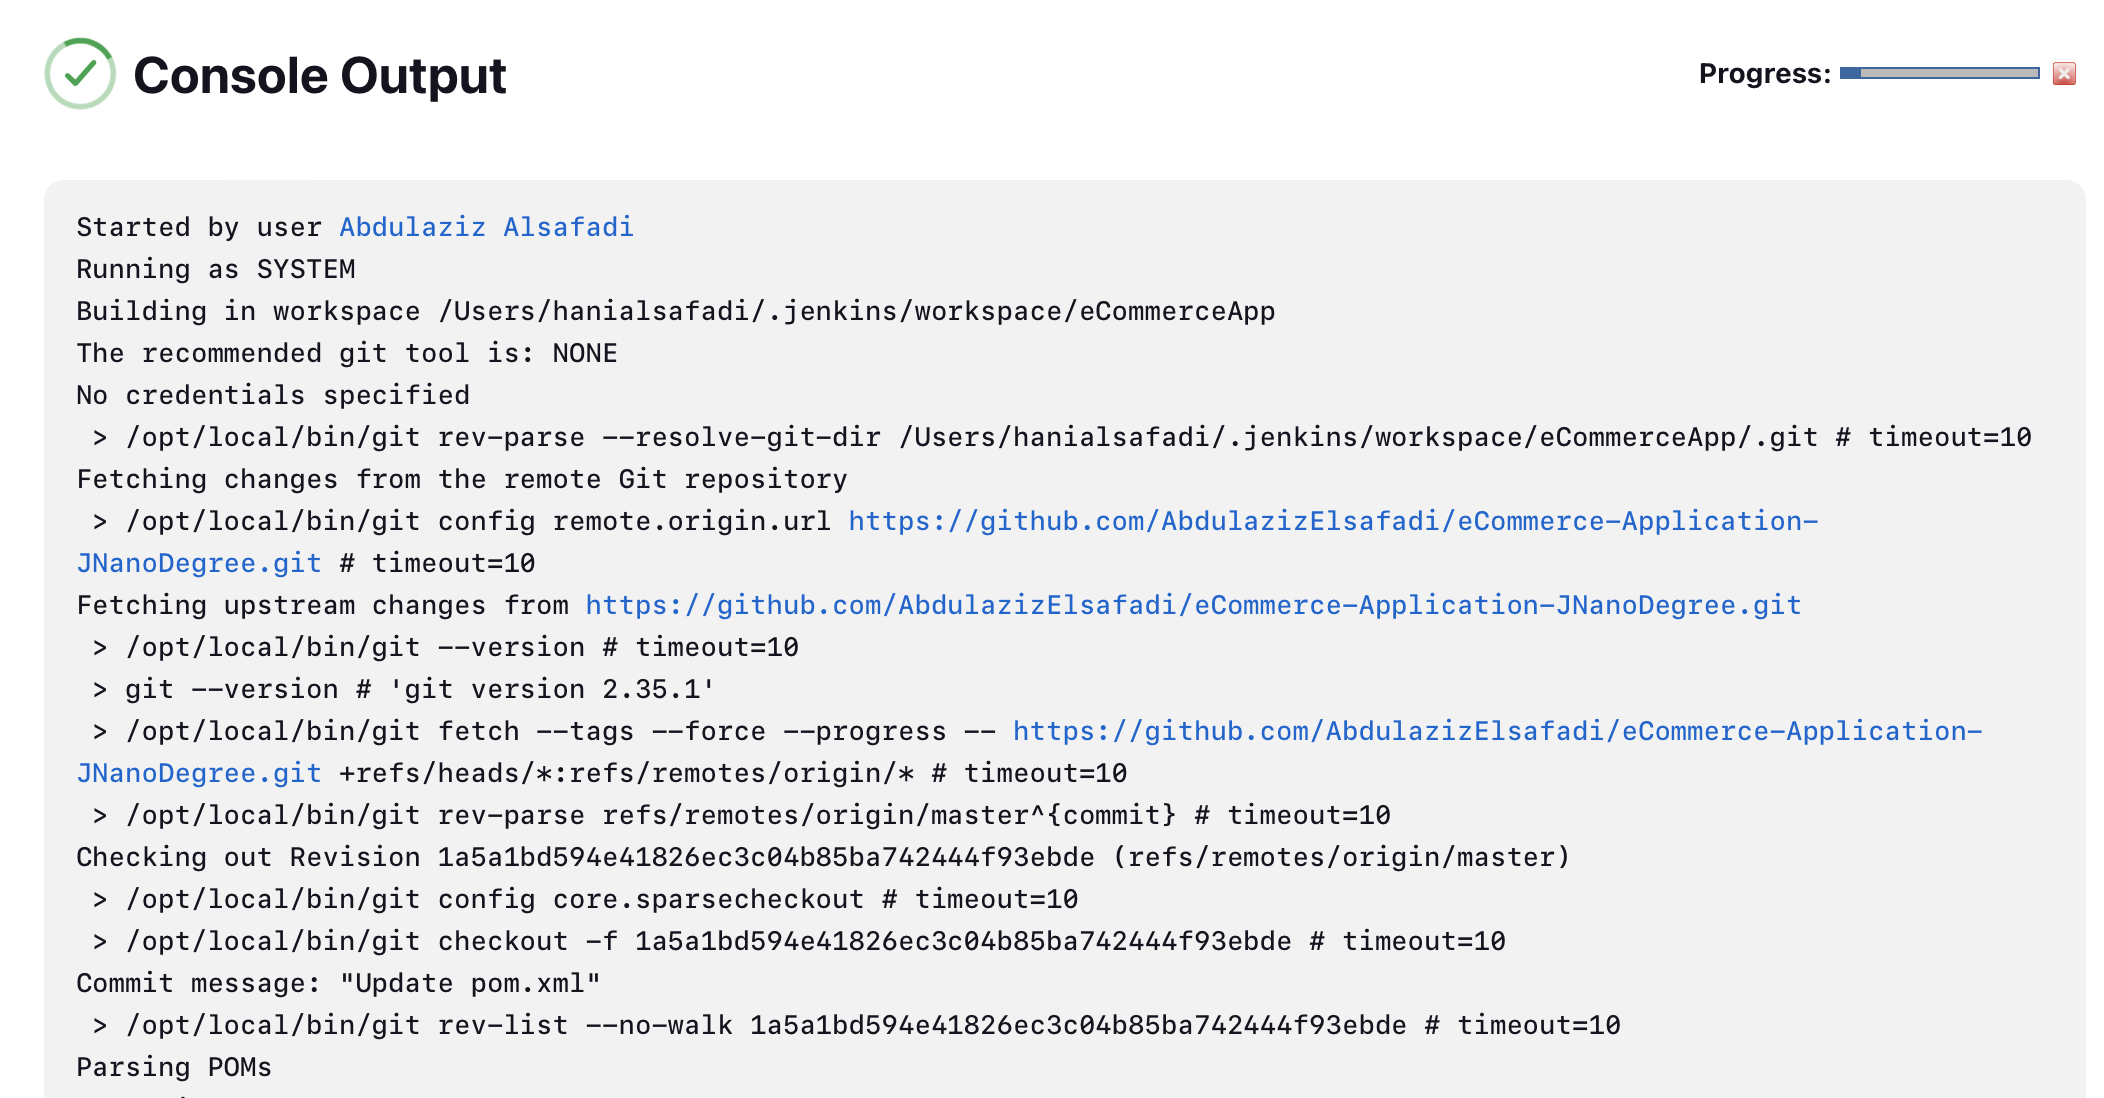 Console Output
Progress:
Started by user Abdulaziz Alsafadi
Running as SYSTEM
Building in workspace /Users/hanialsafadi/.jenkins/workspace/eCommerceApp
The recommended git tool is: NONE
No credentials specified
 > /opt/local/bin/git rev-parse --resolve-git-dir /Users/hanialsafadi/.jenkins/workspace/eCommerceApp/.git # timeout=10
Fetching changes from the remote Git repository
 > /opt/local/bin/git config remote.origin.url https://github.com/AbdulazizElsafadi/eCommerce-Application-
JNanoDegree.git # timeout=10
Fetching upstream changes from https://github.com/AbdulazizElsafadi/eCommerce-Application-JNanoDegree.git
 > /opt/local/bin/git --version # timeout=10
 > git --version # 'git version 2.35.1'
 > /opt/local/bin/git fetch --tags --force --progress -- https://github.com/AbdulazizElsafadi/eCommerce-Application-
JNanoDegree.git +refs/heads/*:refs/remotes/origin/* # timeout=10
 > /opt/local/bin/git rev-parse refs/remotes/origin/master^{commit} # timeout=10
Checking out Revision 1a5a1bd594e41826ec3c04b85ba742444f93ebde (refs/remotes/origin/master)
 > /opt/local/bin/git config core.sparsecheckout # timeout=10
 > /opt/local/bin/git checkout -f 1a5a1bd594e41826ec3c04b85ba742444f93ebde # timeout=10
Commit message: "Update pom.xml"
 > /opt/local/bin/git rev-list --no-walk 1a5a1bd594e41826ec3c04b85ba742444f93ebde # timeout=10
Parsing POMs